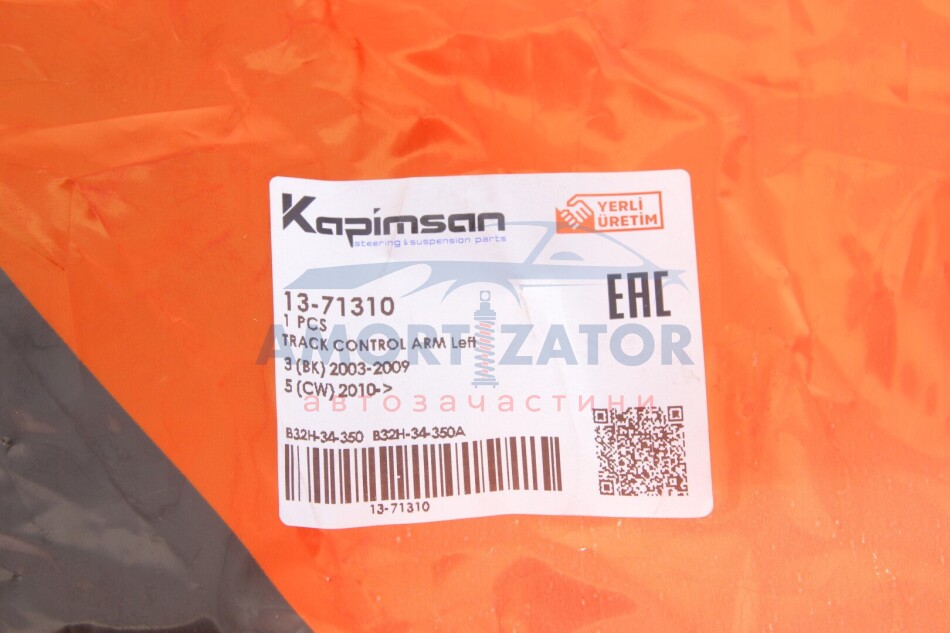 Kapimsan
steering & suspension parts
YERLİ
ÜRETİM
13-71310
1 PCS
EAC
TRACK CONTROL ARM Left
3 (BK) 2003-2009
5 (CW) 2010->
AMORTIZATOR
автозачастини
B32H-34-350 B32H-34-350A
13-71310